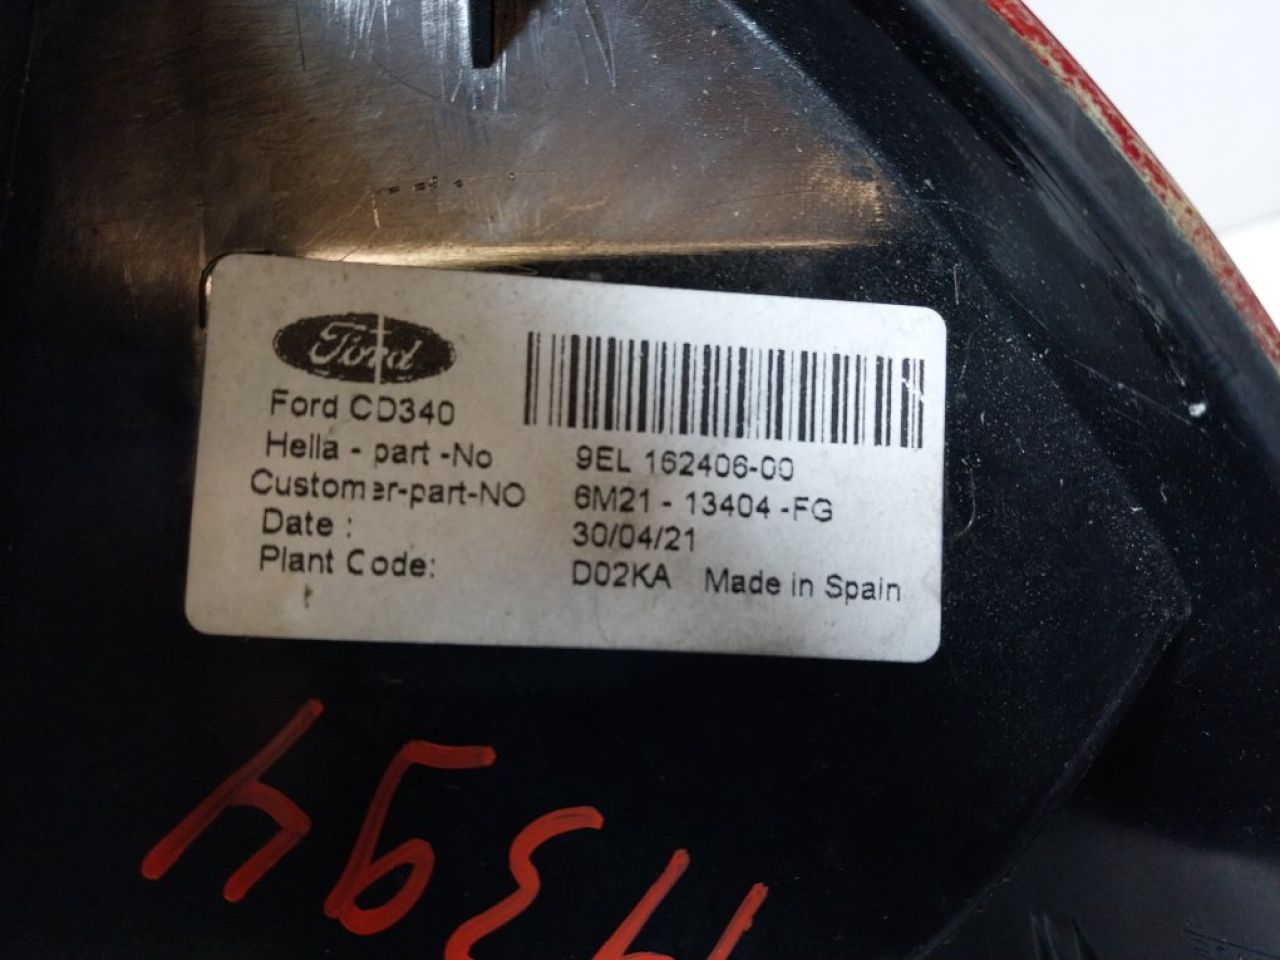 Ford
Ford CD340
Hella - part -No 9EL 162406-00
Customer-part-NO 6M21 - 13404 -FG
Date : 30/04/21
Plant Code: D02KA Made in Spain